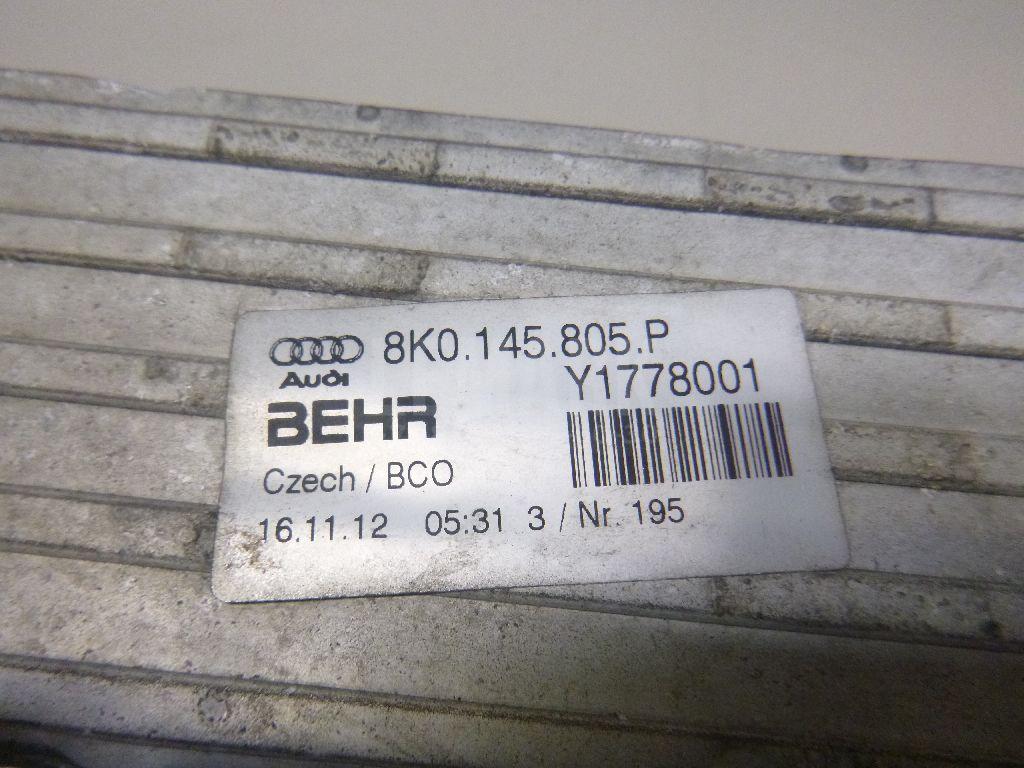 8K0.145.805.P
Audi
Y1778001
BEHR
Czech / BCO
16.11.12 05:31 3 / Nr. 195